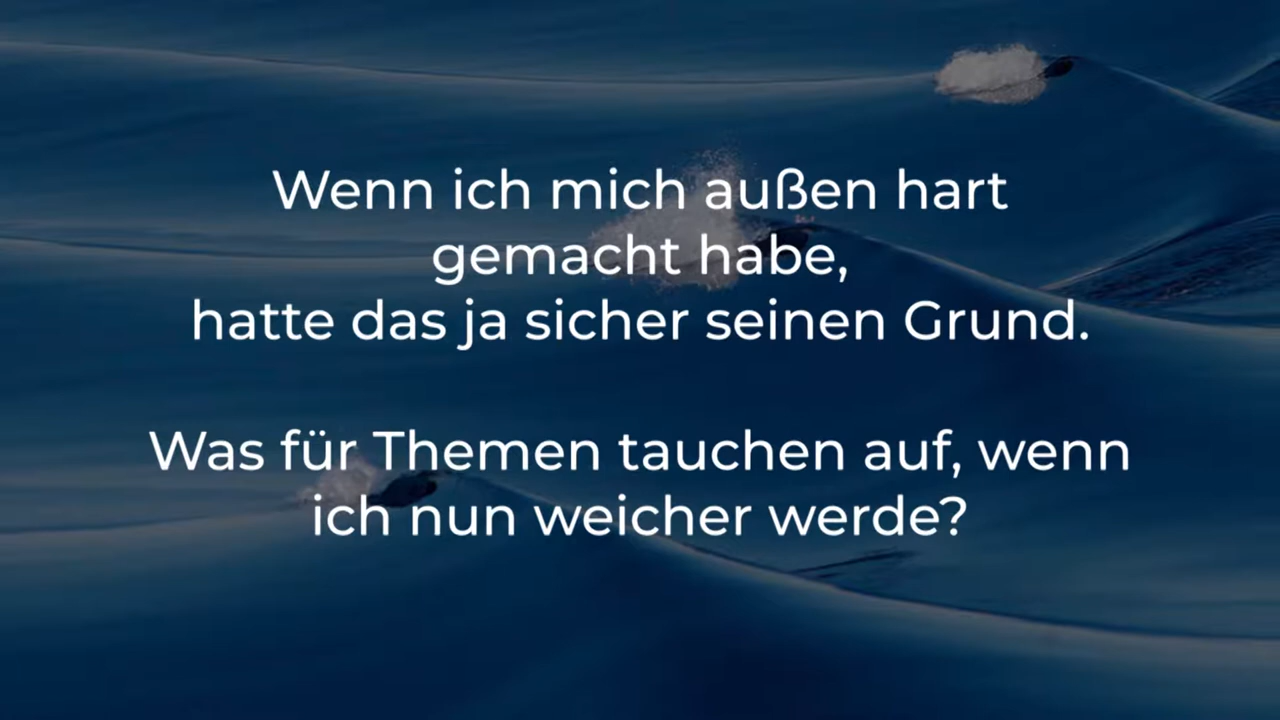 Wenn ich mich außen hart
gemacht habe,
hatte das ja sicher seinen Grund.
Was für Themen tauchen auf, wenn
ich nun weicher werde?